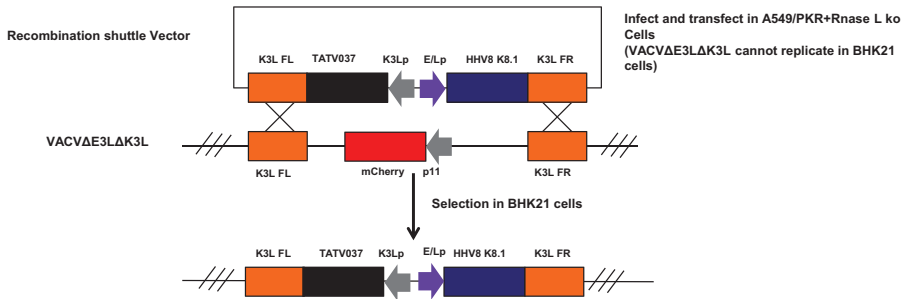 Recombination shuttle Vector
K3L FL TATV037 K3Lp E/Lp HHV8 K8.1 K3L FR
Infect and transfect in A549/PKR+Rnase L ko
Cells
(VACVΔE3LΔK3L cannot replicate in BHK21
cells)
VACVΔE3LΔK3L
K3L FL mCherry p11 K3L FR
Selection in BHK21 cells
K3L FL TATV037 K3Lp E/Lp HHV8 K8.1 K3L FR